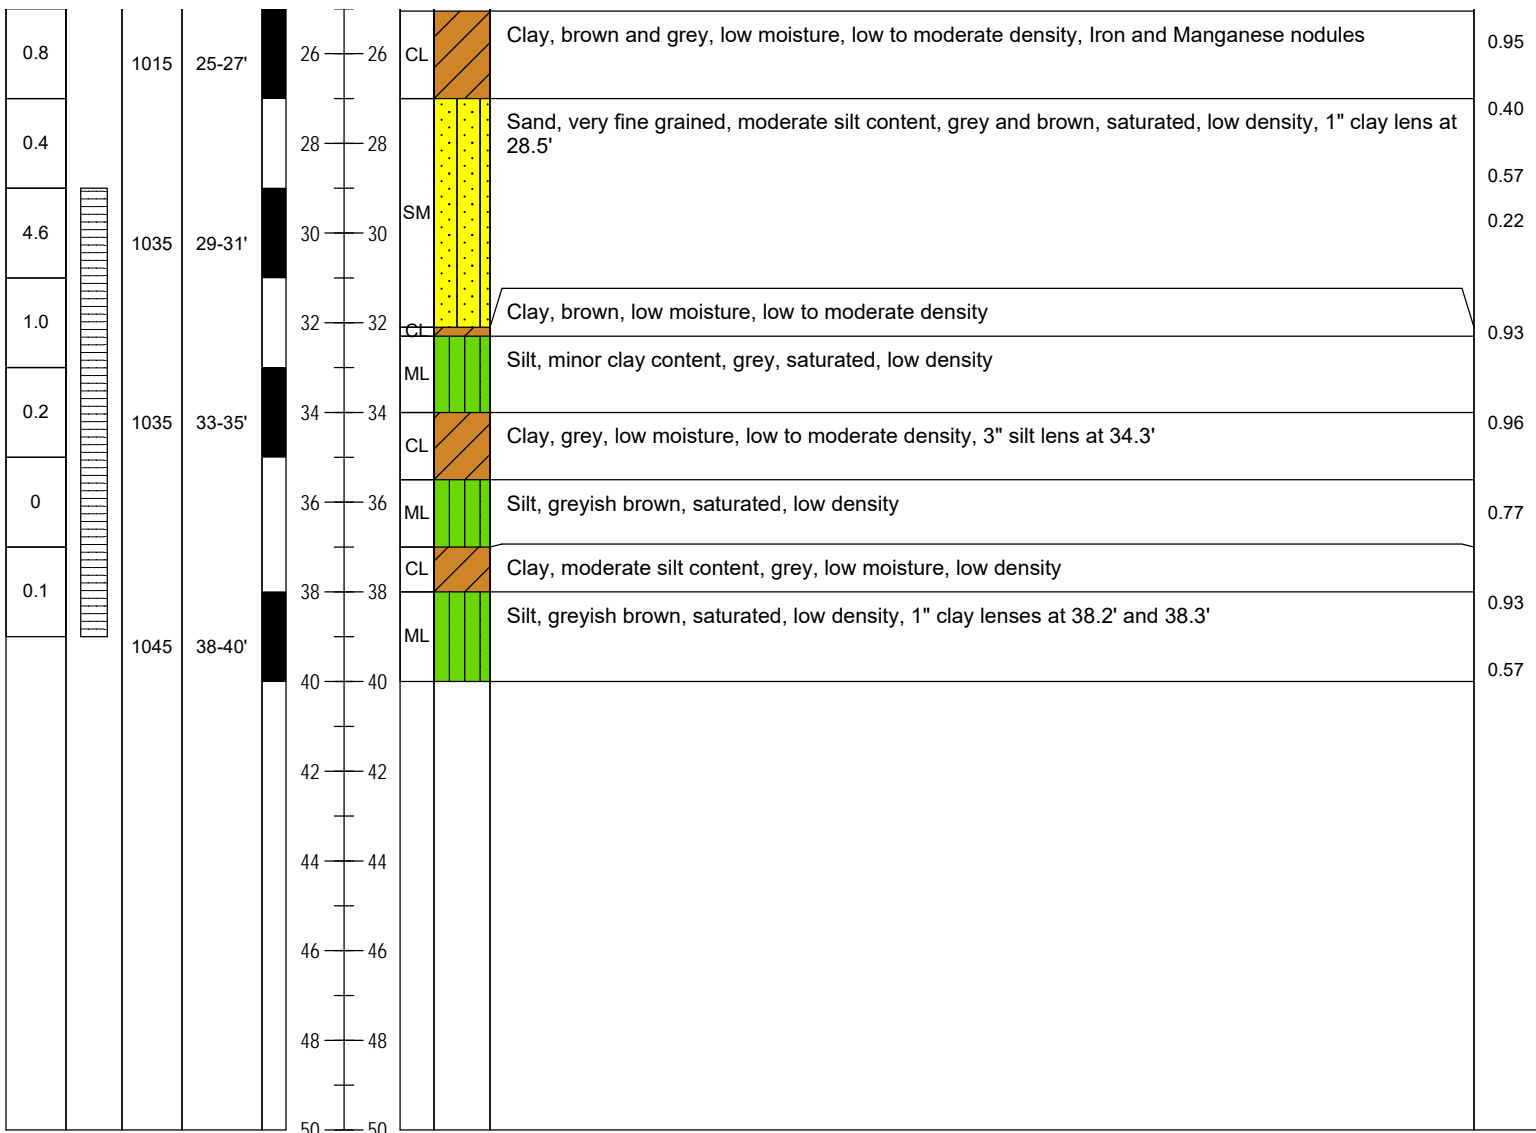 0.8 1015 25-27' 26 26 CL Clay, brown and grey, low moisture, low to moderate density, Iron and Manganese nodules 0.95
0.40
0.4 28 28 Sand, very fine grained, moderate silt content, grey and brown, saturated, low density, 1" clay lens at
28.5'
0.57
SM 0.22
4.6 1035 29-31' 30 30
1.0 32 32 CL Clay, brown, low moisture, low to moderate density 0.93
ML Silt, minor clay content, grey, saturated, low density
0.2 1035 33-35' 34 34 CL Clay, grey, low moisture, low to moderate density, 3" silt lens at 34.3' 0.96
0 36 36 ML Silt, greyish brown, saturated, low density 0.77
CL Clay, moderate silt content, grey, low moisture, low density
0.1 38 38 0.93
1045 38-40' ML Silt, greyish brown, saturated, low density, 1" clay lenses at 38.2' and 38.3'
0.57
40 40
42 42
44 44
46 46
48 48
50 50